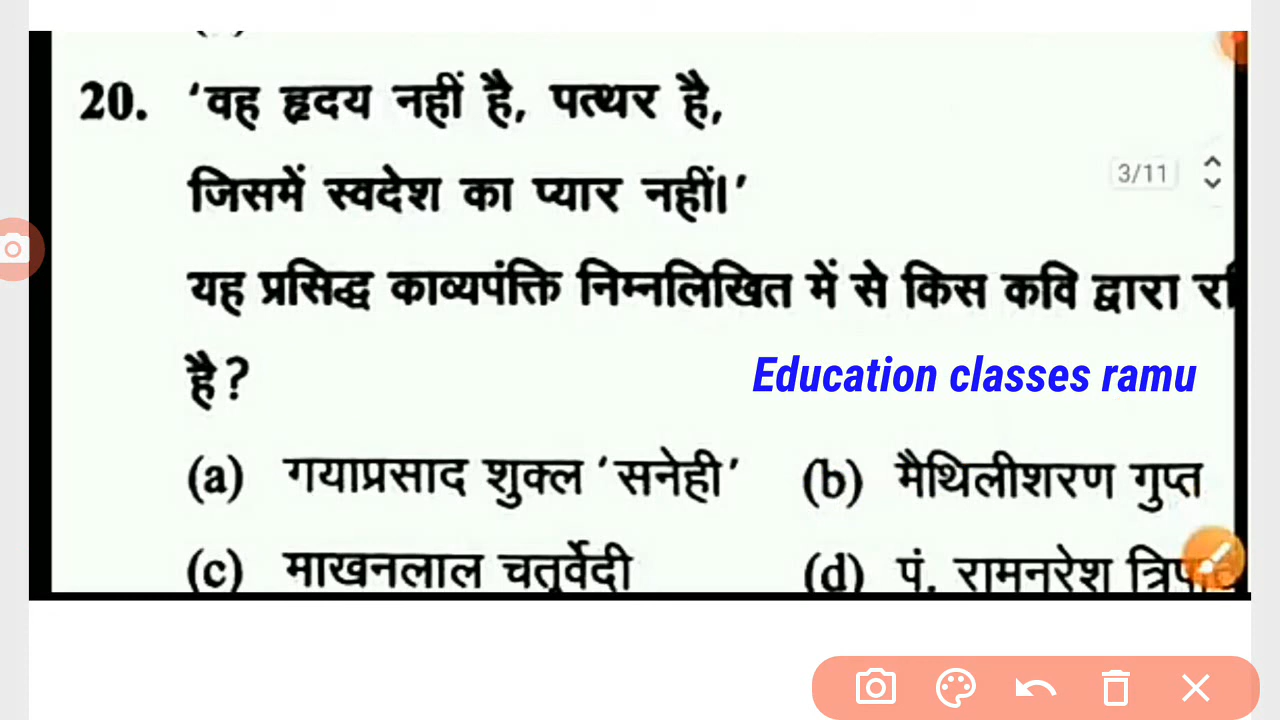 20. ‘वह हृदय नहीं है, पत्थर है,
जिसमें स्वदेश का प्यार नहीं।’
3/11
यह प्रसिद्ध काव्यपंक्ति निम्नलिखित में से किस कवि द्वारा
है?
Education classes ramu
(a) गयाप्रसाद शुक्ल ‘सनेही’ (b) मैथिलीशरण गुप्त
(c) माखनलाल चतुर्वेदी (d) पं. रामनरेश